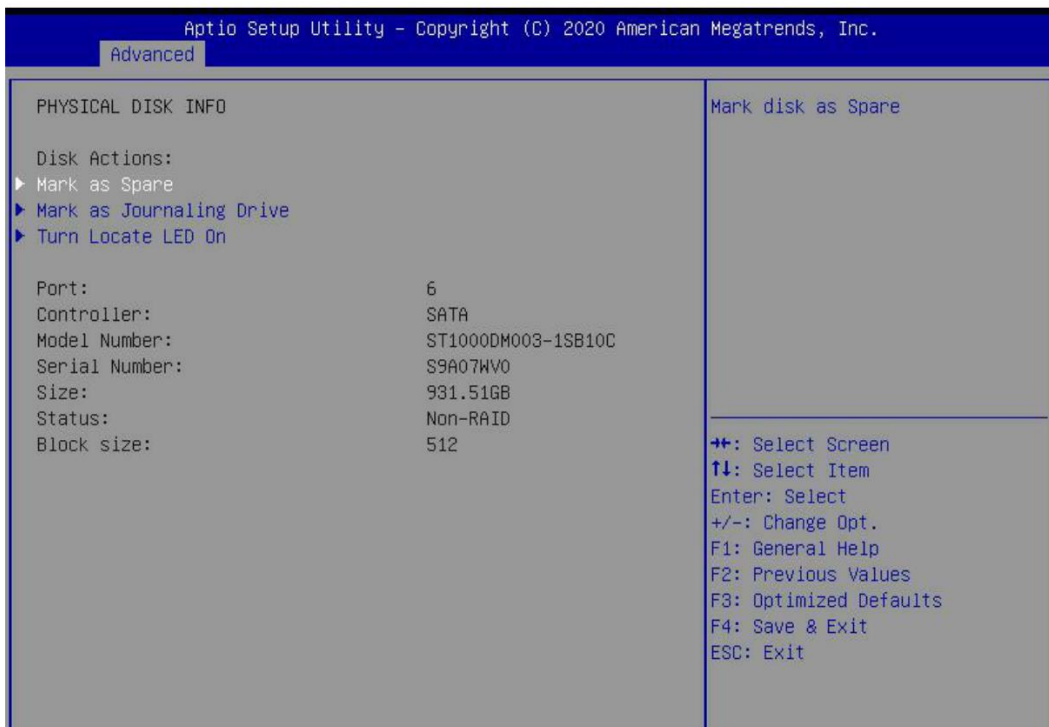 Aptio Setup Utility – Copyright (C) 2020 American Megatrends, Inc.
Advanced
PHYSICAL DISK INFO
Disk Actions:
Mark as Spare
Mark as Journaling Drive
Turn Locate LED On
Port: 6
Controller: SATA
Model Number: ST1000DM003-1SB10C
Serial Number: S9A07WV0
Size: 931.51GB
Status: Non-RAID
Block size: 512
Mark disk as Spare
→←: Select Screen
↑↓: Select Item
Enter: Select
+/-: Change Opt.
F1: General Help
F2: Previous Values
F3: Optimized Defaults
F4: Save & Exit
ESC: Exit